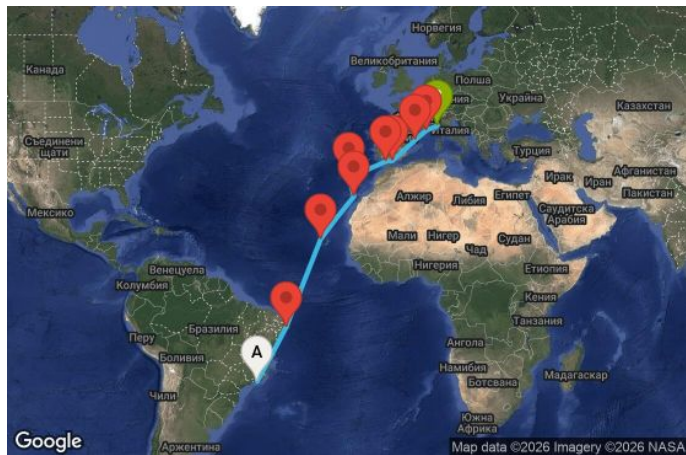 Норвегия
Канада
Великобритания
Полша
Украйна
Казахстан
Италия
Съединени
щати
Турция
Ирак
Иран
Афганистан
Пакистан
Мексико
Алжир
Либия
Египет
Саудитска
Арабия
Мали
Нигер
Чад
Судан
Венецуела
Колумбия
Нигерия
Етиопия
Кения
Перу
Бразилия
Танзания
A
Боливия
Ангола
Намибия
Ботсвана
Мадагаскар
Чили
Южна
Африка
Аржентина
Google
Map data ©2026 Imagery ©2026 NASA